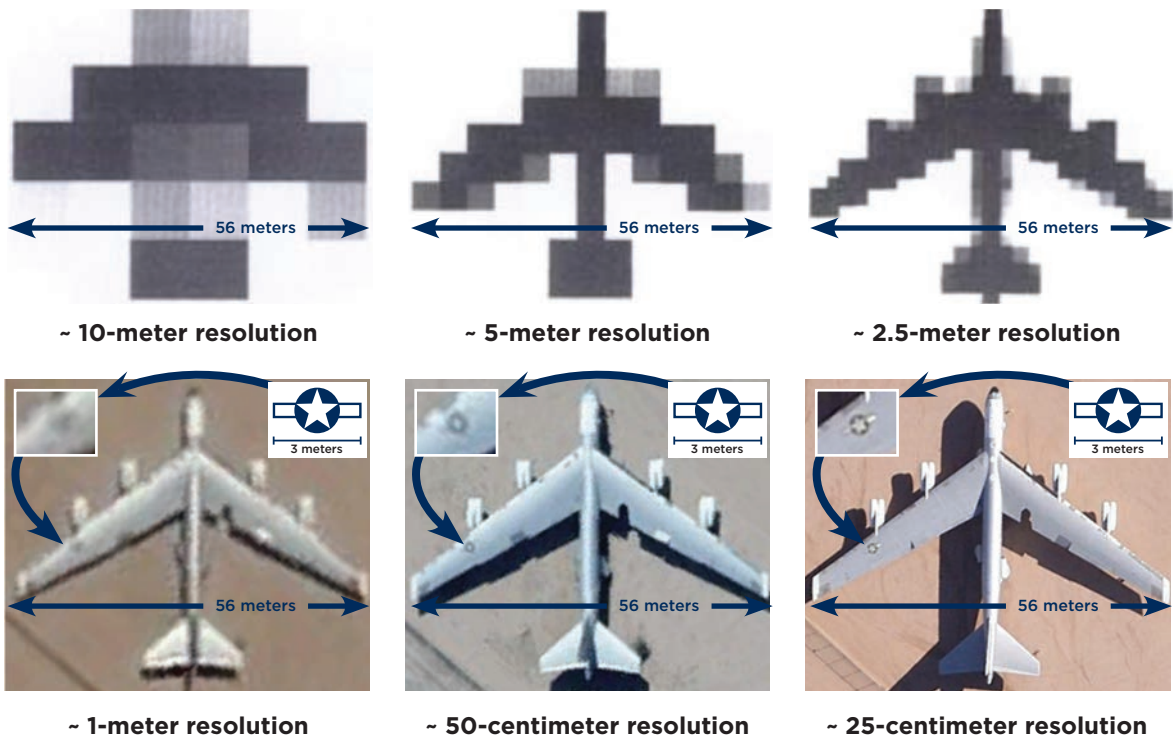 56 meters
56 meters
56 meters
~ 10-meter resolution
~ 5-meter resolution
~ 2.5-meter resolution
3 meters
3 meters
3 meters
56 meters
56 meters
56 meters
~ 1-meter resolution
~ 50-centimeter resolution
~ 25-centimeter resolution